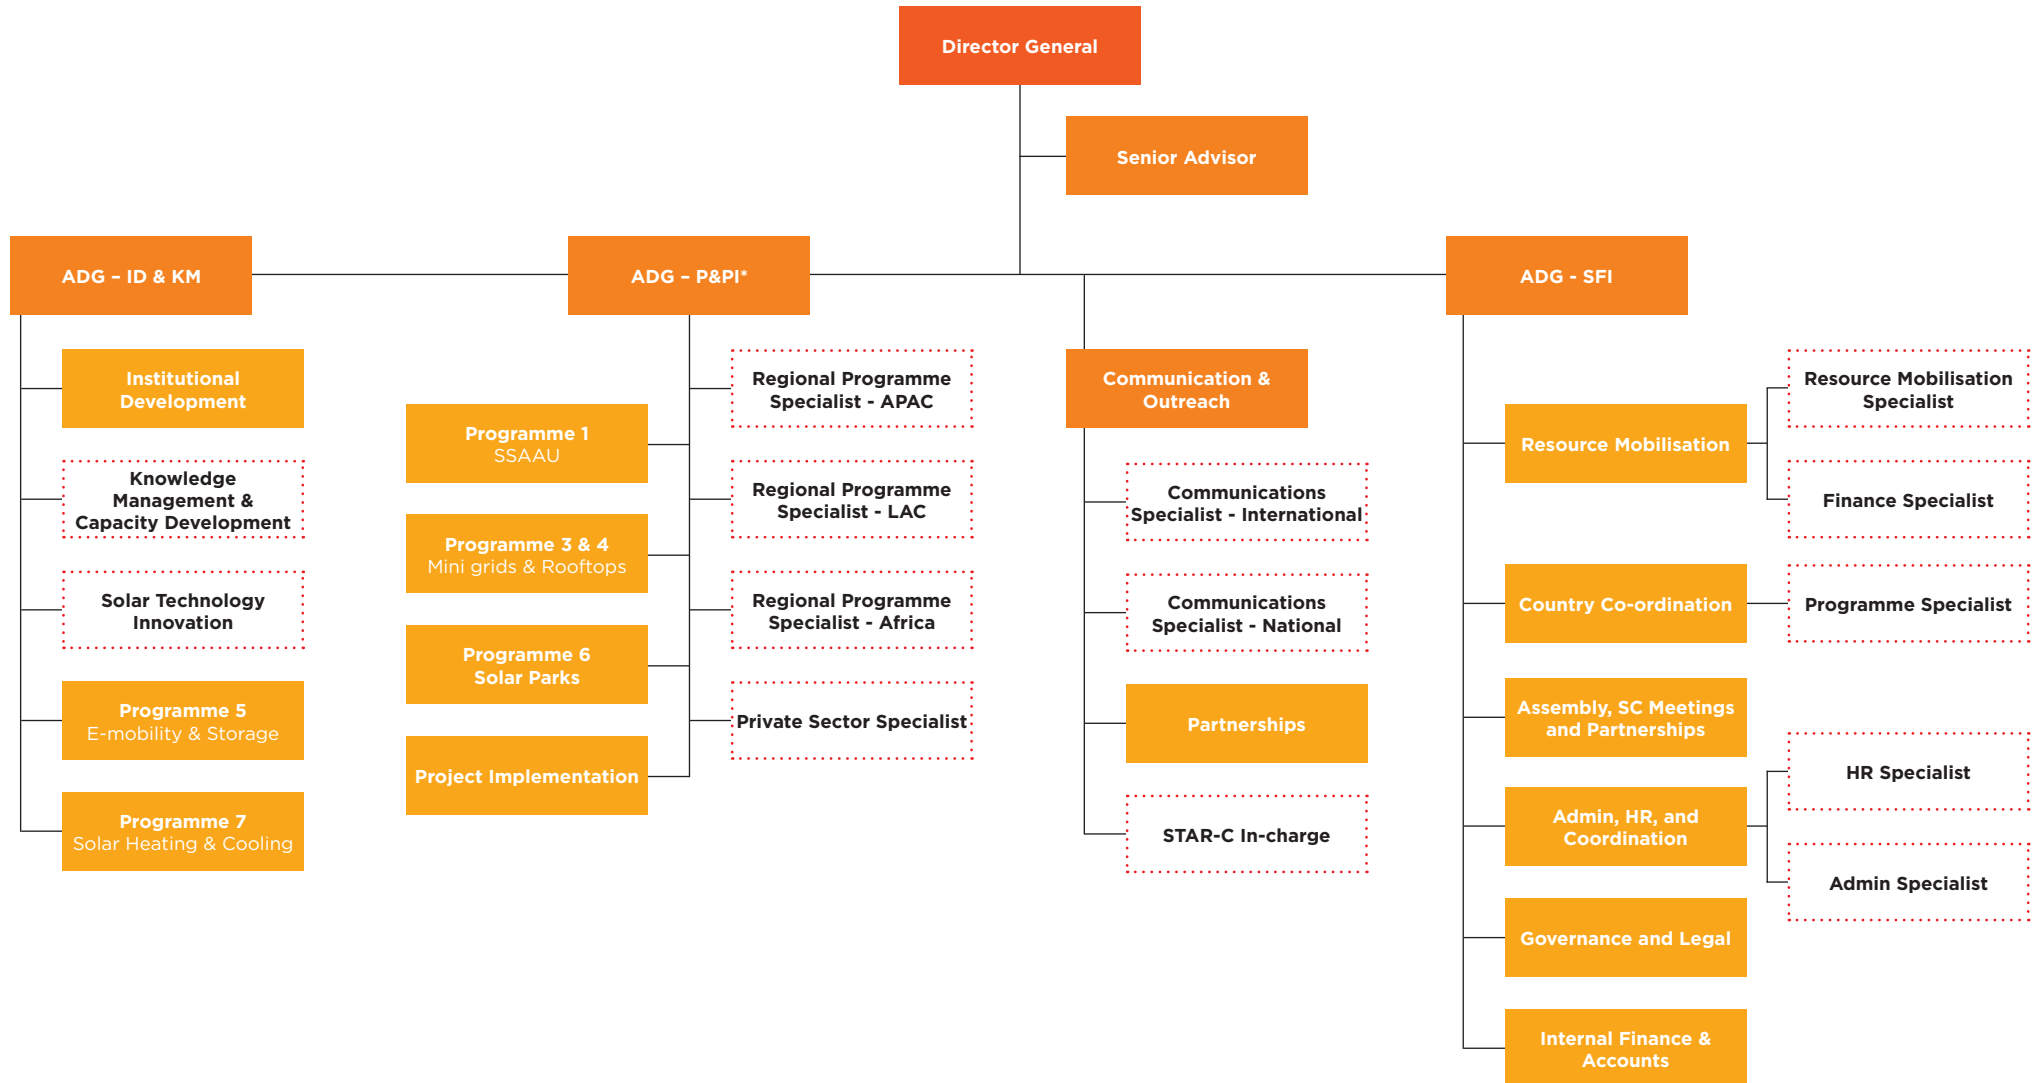 Director General
Senior Advisor
ADG – ID & KM
ADG – P&PI*
ADG - SFI
Institutional
Development
Knowledge
Management &
Capacity Development
Solar Technology
Innovation
Programme 5
E-mobility & Storage
Programme 7
Solar Heating & Cooling
Programme 1
SSAAU
Programme 3 & 4
Mini grids & Rooftops
Programme 6
Solar Parks
Project Implementation
Regional Programme
Specialist - APAC
Regional Programme
Specialist - LAC
Regional Programme
Specialist - Africa
Private Sector Specialist
Communication &
Outreach
Communications
Specialist - International
Communications
Specialist - National
Partnerships
STAR-C In-charge
Resource Mobilisation
Country Co-ordination
Assembly, SC Meetings
and Partnerships
Admin, HR, and
Coordination
Governance and Legal
Internal Finance &
Accounts
Resource Mobilisation
Specialist
Finance Specialist
Programme Specialist
HR Specialist
Admin Specialist